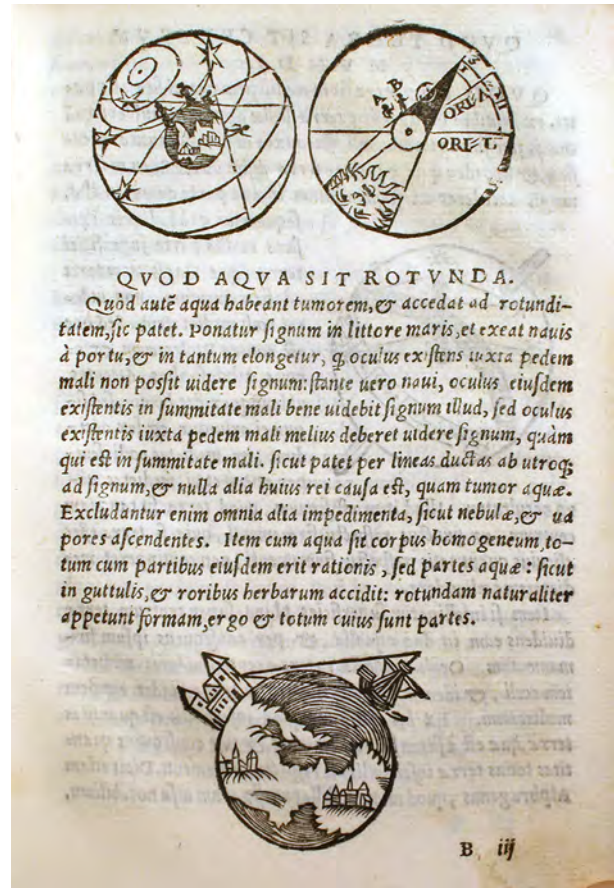 A B
ORI.
ORI.
QVOD AQVA SIT ROTVNDA.
Quòd autē aqua habeant tumorem, & accedat ad rotundi-
tatem, sic patet. Ponatur signum in littore maris, et exeat nauis
à portu, & in tantum elongetur, q̃ oculus existens iuxta pedem
mali non possit uidere signum: stante uero naui, oculus eiusdem
existentis in summitate mali bene uidebit signum illud, sed oculus
existentis iuxta pedem mali melius deberet uidere signum, quàm
qui est in summitate mali. sicut patet per lineas ductas ab utroq;
ad signum, & nulla alia huius rei causa est, quam tumor aquæ.
Excludantur enim omnia alia impedimenta, sicut nebulæ, & ua
pores ascendentes. Item cum aqua sit corpus homogeneum, to-
tum cum partibus eiusdem erit rationis, sed partes aquæ: sicut
in guttulis, & roribus herbarum accidit: rotundam naturaliter
appetunt formam, ergo & totum cuius sunt partes.
B iij